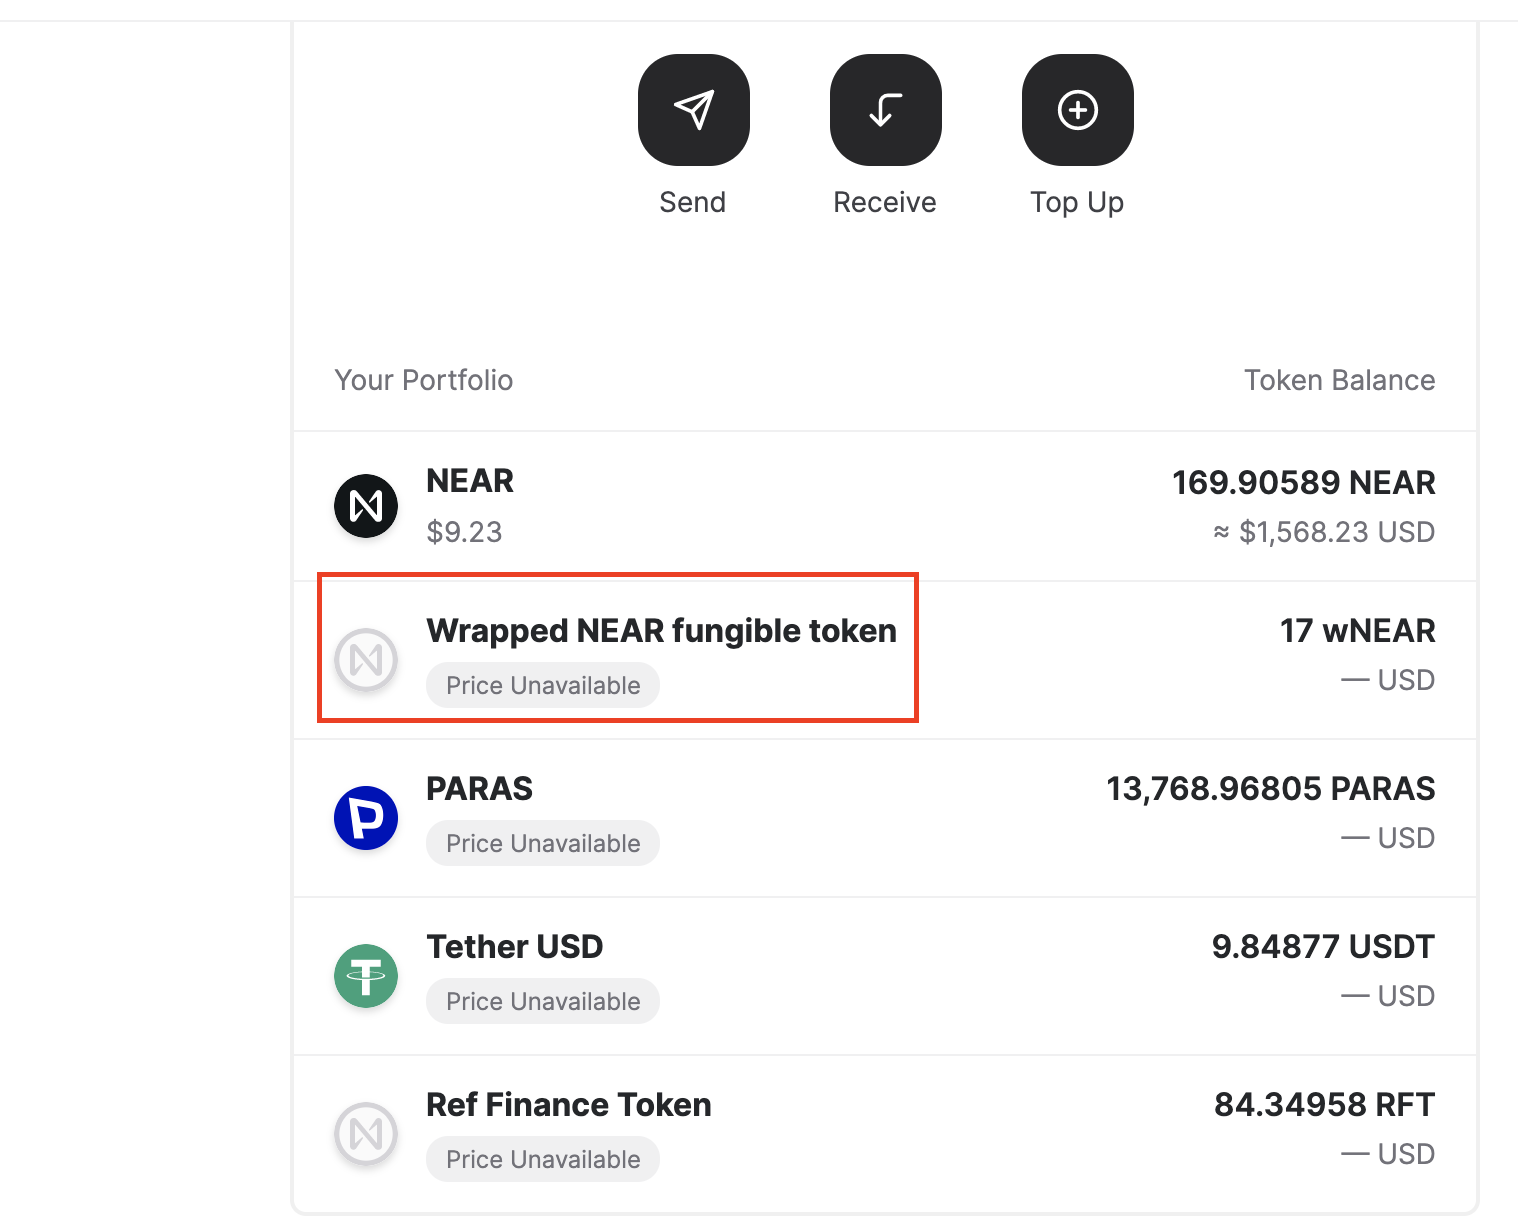 Send
Receive
Top Up
Your Portfolio
Token Balance
NEAR
169.90589 NEAR
$9.23
≈ $1,568.23 USD
Wrapped NEAR fungible token
17 wNEAR
Price Unavailable
— USD
PARAS
13,768.96805 PARAS
Price Unavailable
— USD
Tether USD
9.84877 USDT
Price Unavailable
— USD
Ref Finance Token
84.34958 RFT
Price Unavailable
— USD